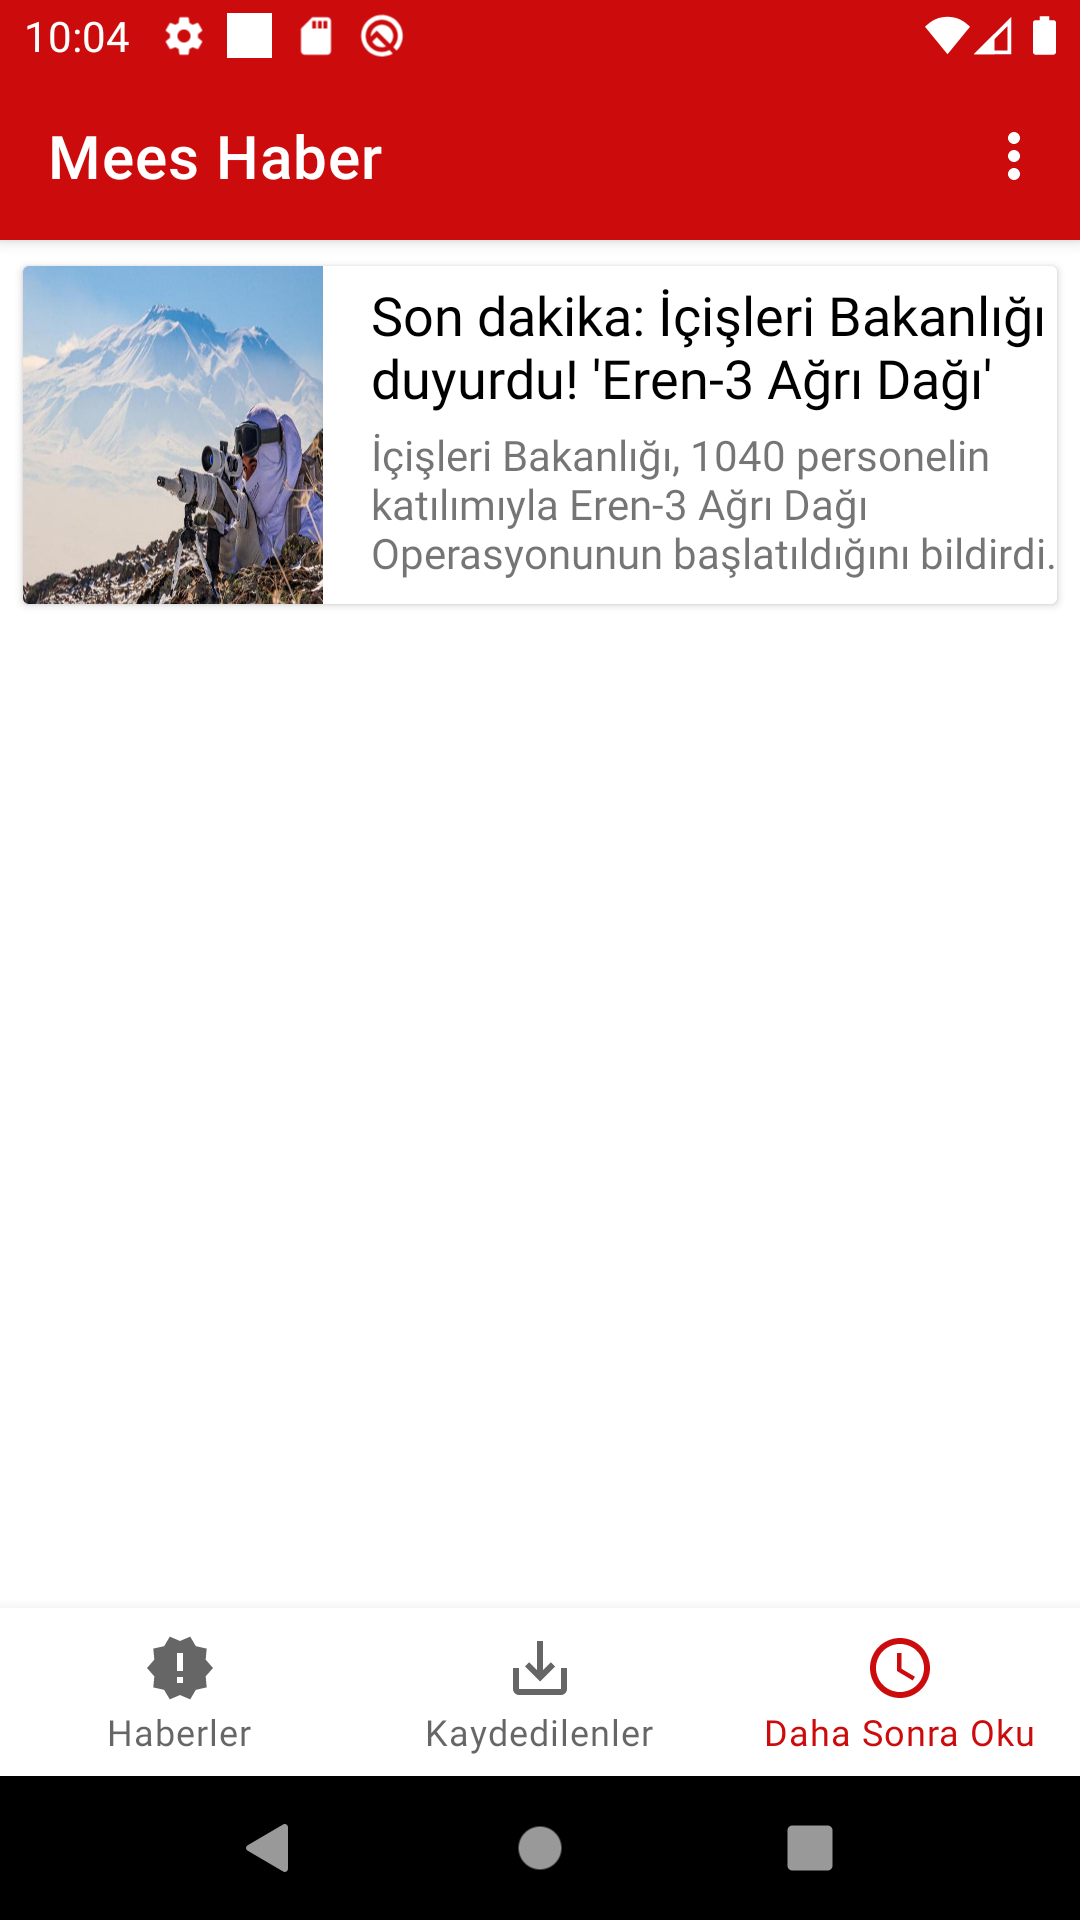 10:04
Mees Haber
Son dakika: İçişleri Bakanlığı
duyurdu! 'Eren-3 Ağrı Dağı'
İçişleri Bakanlığı, 1040 personelin
katılımıyla Eren-3 Ağrı Dağı
Operasyonunun başlatıldığını bildirdi.
Haberler
Kaydedilenler
Daha Sonra Oku